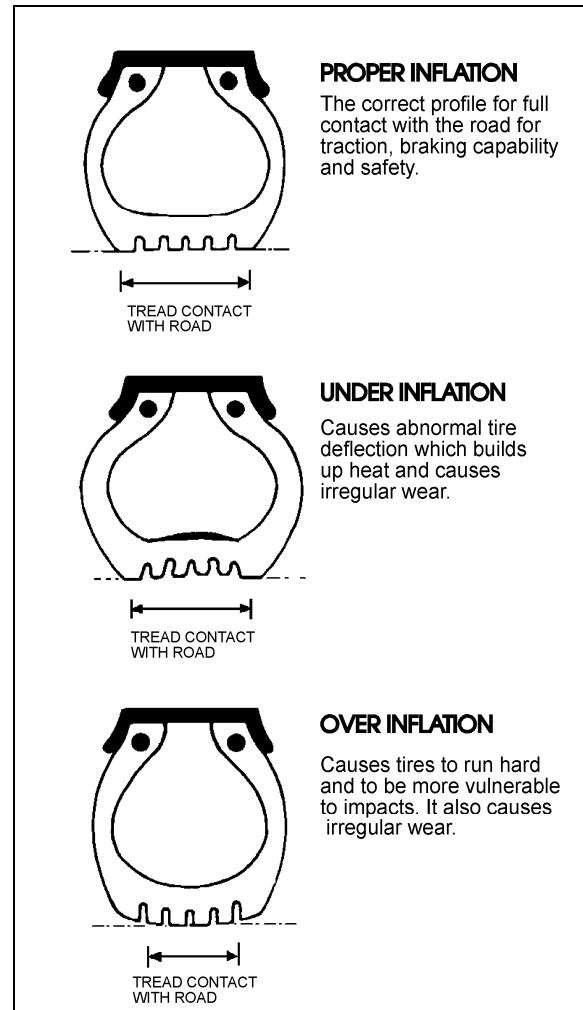 PROPER INFLATION
The correct profile for full
contact with the road for
traction, braking capability
and safety.
TREAD CONTACT
WITH ROAD
UNDER INFLATION
Causes abnormal tire
deflection which builds
up heat and causes
irregular wear.
TREAD CONTACT
WITH ROAD
OVER INFLATION
Causes tires to run hard
and to be more vulnerable
to impacts. It also causes
irregular wear.
TREAD CONTACT
WITH ROAD